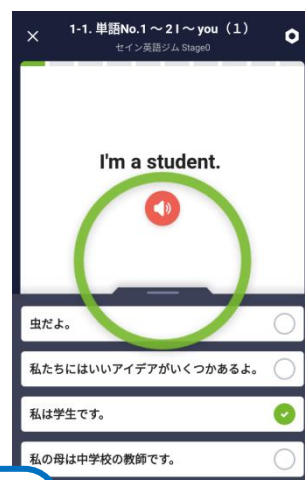 1-1. 単語No.1 ～ 2 I ～ you（１）
セイン英語ジム Stage0
I'm a student.
虫だよ。
私たちにはいいアイデアがいくつかあるよ。
私は学生です。
私の母は中学校の教師です。